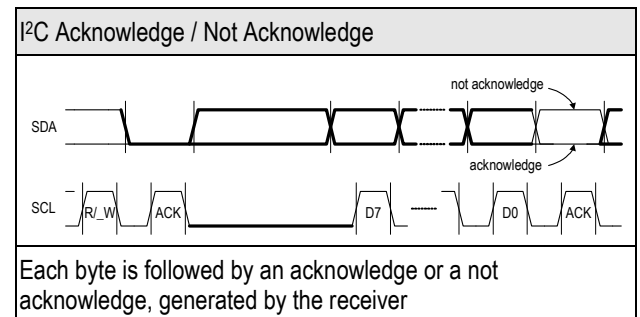 I²C Acknowledge / Not Acknowledge
not acknowledge
SDA
acknowledge
SCL R/_W ACK D7 D0 ACK
Each byte is followed by an acknowledge or a not
acknowledge, generated by the receiver